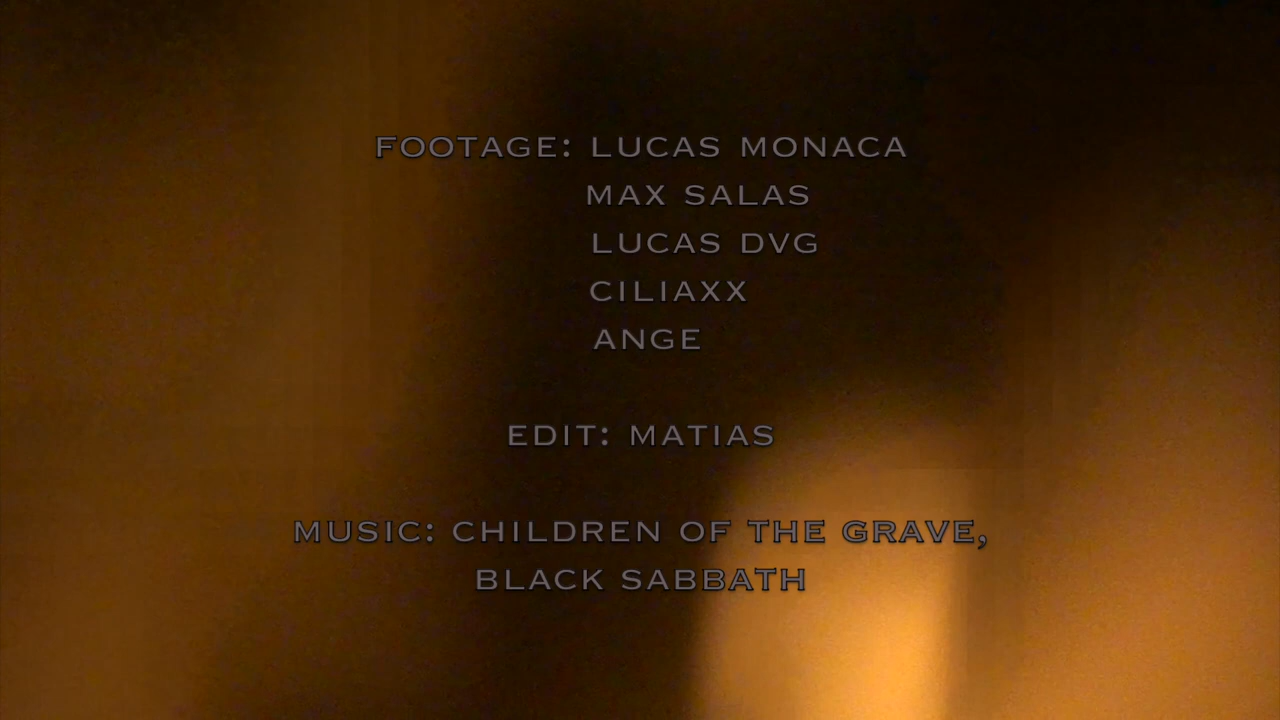 FOOTAGE: LUCAS MONACA
MAX SALAS
LUCAS DVG
CILIAXX
ANGE
EDIT: MATIAS
MUSIC: CHILDREN OF THE GRAVE,
BLACK SABBATH